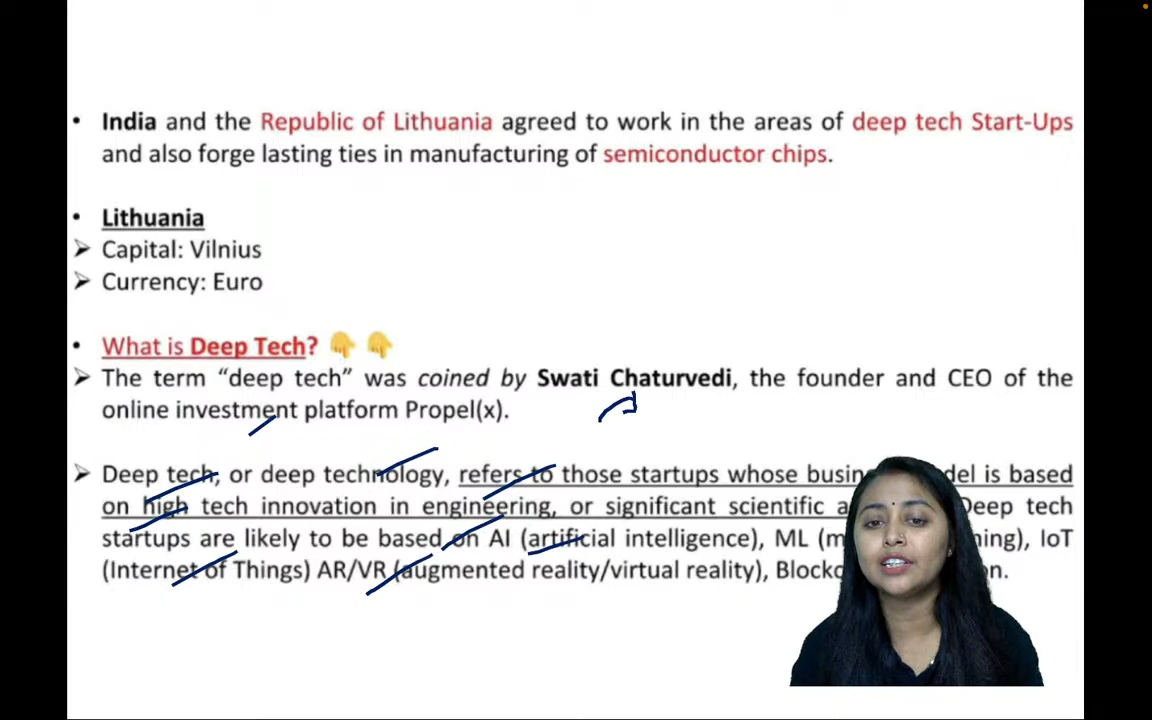 • India and the Republic of Lithuania agreed to work in the areas of deep tech Start-Ups
and also forge lasting ties in manufacturing of semiconductor chips.
• Lithuania
➤ Capital: Vilnius
➤ Currency: Euro
• What is Deep Tech? 👇 👇
➤ The term “deep tech” was coined by Swati Chaturvedi, the founder and CEO of the
online investment platform Propel(x).
➤ Deep tech, or deep technology, refers to those startups whose is based
on high tech innovation in engineering, or significant scientific Deep tech
startups are likely to be based on AI (artificial intelligence), ML IoT
(Internet of Things) AR/VR (augmented reality/virtual reality),